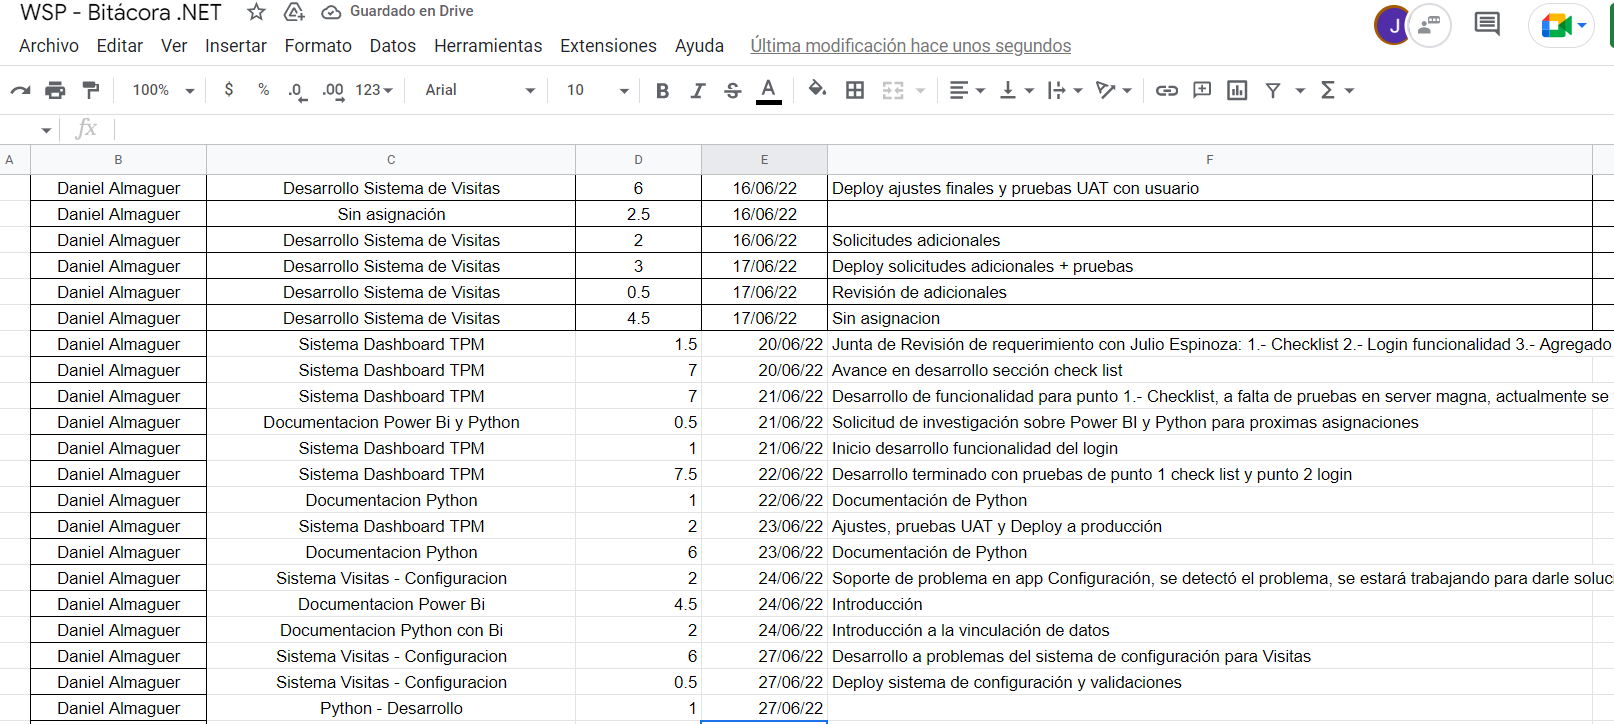 WSP - Bitácora .NET Guardado en Drive
J
Archivo Editar Ver Insertar Formato Datos Herramientas Extensiones Ayuda Última modificación hace unos segundos
100% $ % .0 .00 123 Arial 10 B I S A Σ
fx
A B C D E F
Daniel Almaguer Desarrollo Sistema de Visitas 6 16/06/22 Deploy ajustes finales y pruebas UAT con usuario
Daniel Almaguer Sin asignación 2.5 16/06/22
Daniel Almaguer Desarrollo Sistema de Visitas 2 16/06/22 Solicitudes adicionales
Daniel Almaguer Desarrollo Sistema de Visitas 3 17/06/22 Deploy solicitudes adicionales + pruebas
Daniel Almaguer Desarrollo Sistema de Visitas 0.5 17/06/22 Revisión de adicionales
Daniel Almaguer Desarrollo Sistema de Visitas 4.5 17/06/22 Sin asignacion
Daniel Almaguer Sistema Dashboard TPM 1.5 20/06/22 Junta de Revisión de requerimiento con Julio Espinoza: 1.- Checklist 2.- Login funcionalidad 3.- Agregado
Daniel Almaguer Sistema Dashboard TPM 7 20/06/22 Avance en desarrollo sección check list
Daniel Almaguer Sistema Dashboard TPM 7 21/06/22 Desarrollo de funcionalidad para punto 1.- Checklist, a falta de pruebas en server magna, actualmente se
Daniel Almaguer Documentacion Power Bi y Python 0.5 21/06/22 Solicitud de investigación sobre Power BI y Python para proximas asignaciones
Daniel Almaguer Sistema Dashboard TPM 1 21/06/22 Inicio desarrollo funcionalidad del login
Daniel Almaguer Sistema Dashboard TPM 7.5 22/06/22 Desarrollo terminado con pruebas de punto 1 check list y punto 2 login
Daniel Almaguer Documentacion Python 1 22/06/22 Documentación de Python
Daniel Almaguer Sistema Dashboard TPM 2 23/06/22 Ajustes, pruebas UAT y Deploy a producción
Daniel Almaguer Documentacion Python 6 23/06/22 Documentación de Python
Daniel Almaguer Sistema Visitas - Configuracion 2 24/06/22 Soporte de problema en app Configuración, se detectó el problema, se estará trabajando para darle soluci
Daniel Almaguer Documentacion Power Bi 4.5 24/06/22 Introducción
Daniel Almaguer Documentacion Python con Bi 2 24/06/22 Introducción a la vinculación de datos
Daniel Almaguer Sistema Visitas - Configuracion 6 27/06/22 Desarrollo a problemas del sistema de configuración para Visitas
Daniel Almaguer Sistema Visitas - Configuracion 0.5 27/06/22 Deploy sistema de configuración y validaciones
Daniel Almaguer Python - Desarrollo 1 27/06/22